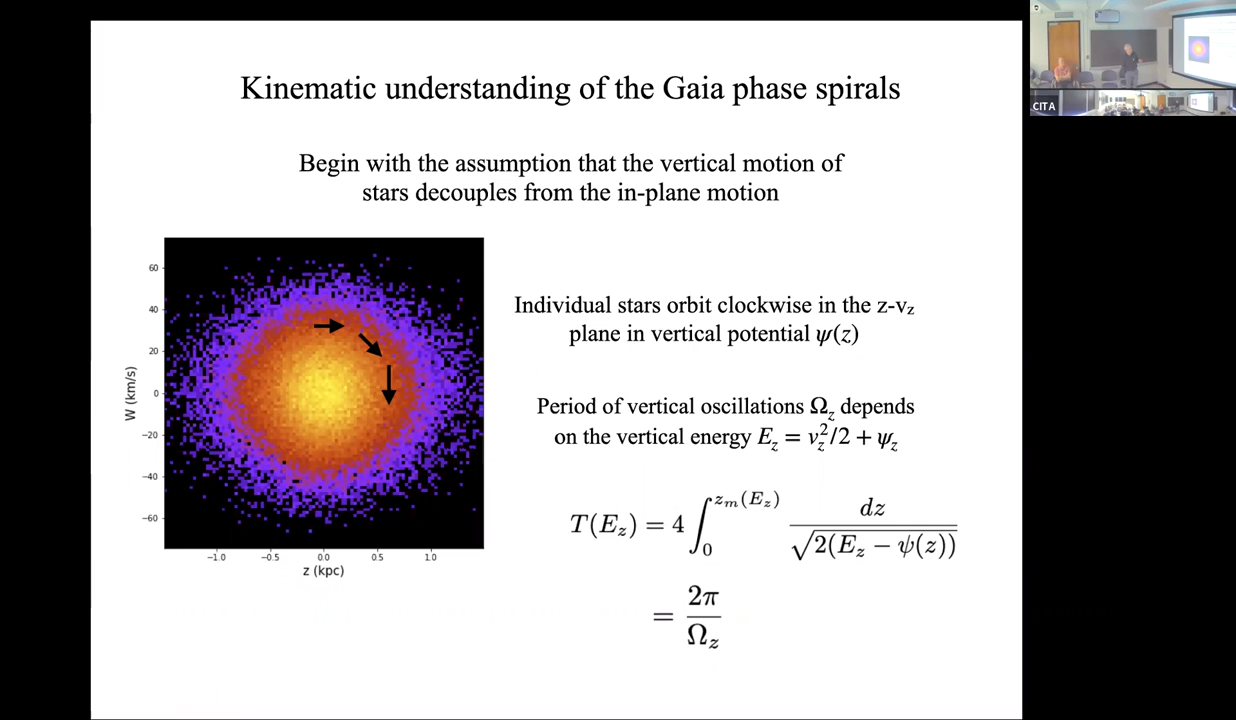 Kinematic understanding of the Gaia phase spirals
Begin with the assumption that the vertical motion of
stars decouples from the in-plane motion
60
40
20
0
−20
−40
−60
W (km/s)
−1.0 −0.5 0.0 0.5 1.0
z (kpc)
Individual stars orbit clockwise in the z-v_z
plane in vertical potential ψ(z)
Period of vertical oscillations Ω_z depends
on the vertical energy E_z = v_z^2/2 + ψ_z
T(E_z) = 4 ∫_0^{z_m(E_z)} dz / √(2(E_z − ψ(z)))
= 2π / Ω_z
CITA